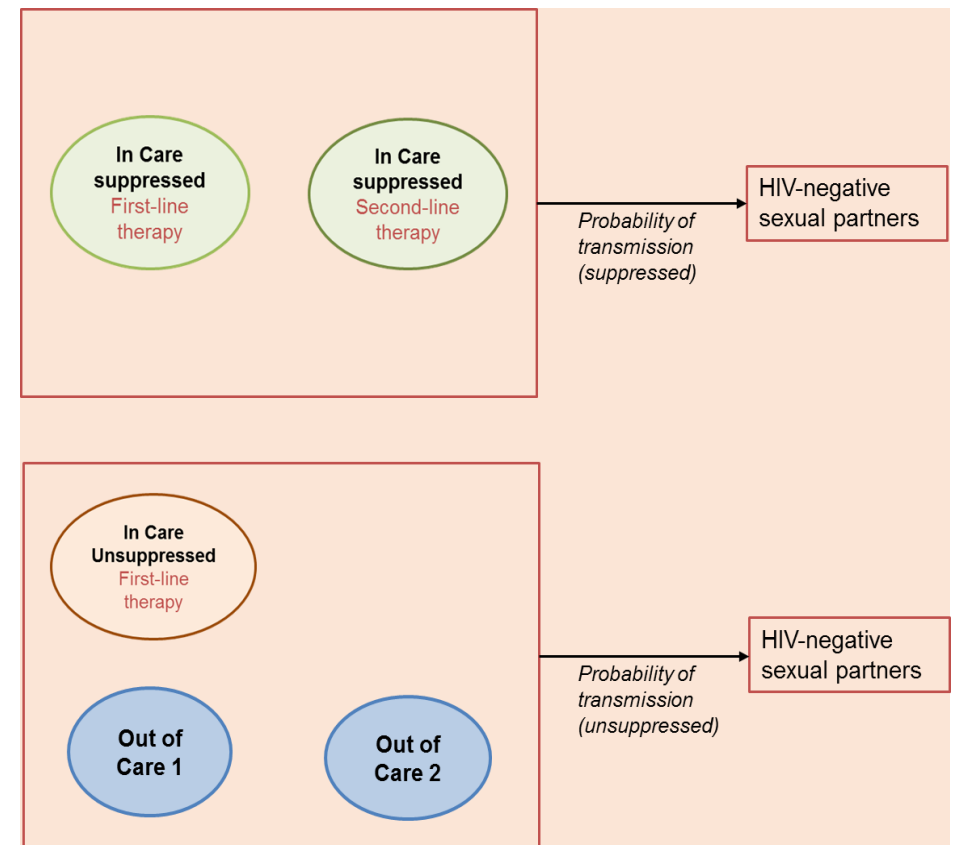 In Care
suppressed
First-line
therapy
In Care
suppressed
Second-line
therapy
Probability of
transmission
(suppressed)
HIV-negative
sexual partners
In Care
Unsuppressed
First-line
therapy
Out of
Care 1
Out of
Care 2
Probability of
transmission
(unsuppressed)
HIV-negative
sexual partners